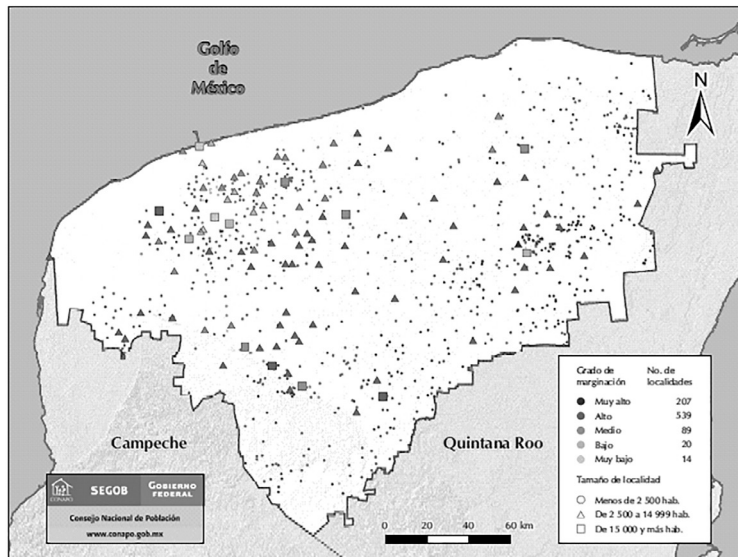 Golfo
de
México
N
Campeche
Quintana Roo
Grado de marginación No. de localidades
Muy alto 207
Alto 539
Medio 89
Bajo 20
Muy bajo 14
Tamaño de localidad
Menos de 2 500 hab.
De 2 500 a 14 999 hab.
De 15 000 y más hab.
CONAPO
SEGOB
GOBIERNO
FEDERAL
Consejo Nacional de Población
www.conapo.gob.mx
0 20 40 60 km